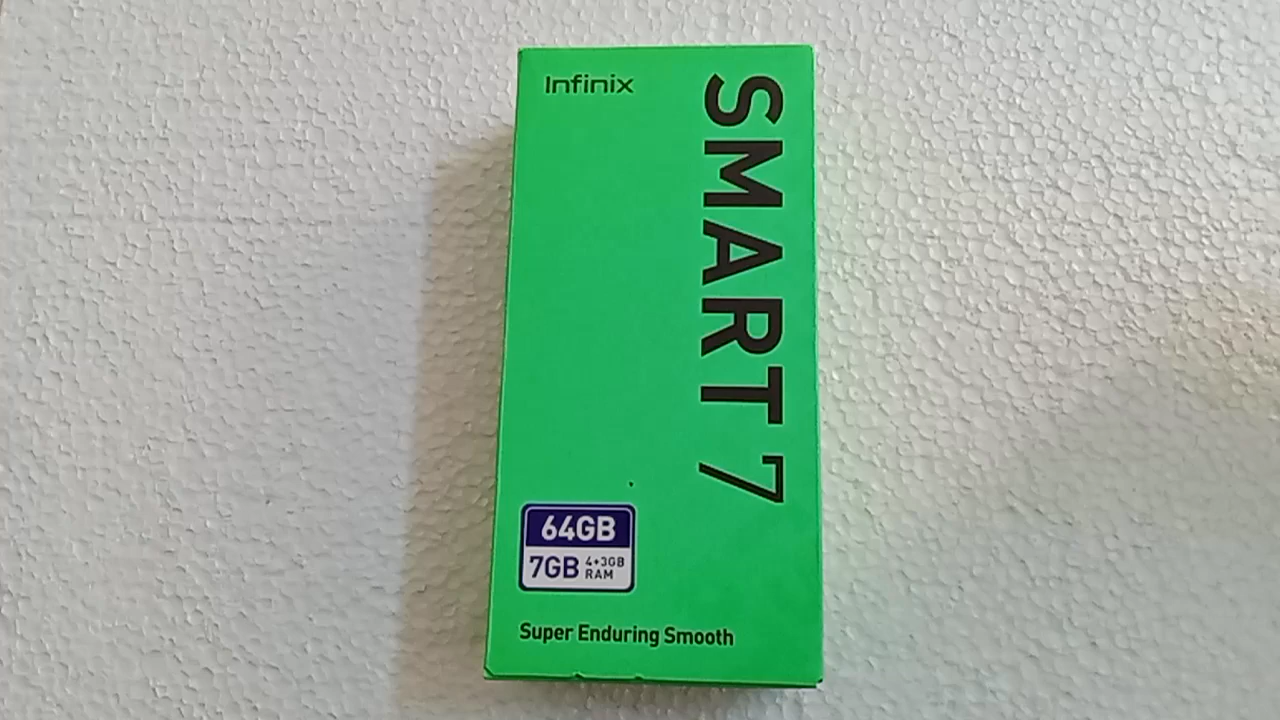 Infinix
SMART 7
64GB
7GB 4+3GB RAM
Super Enduring Smooth